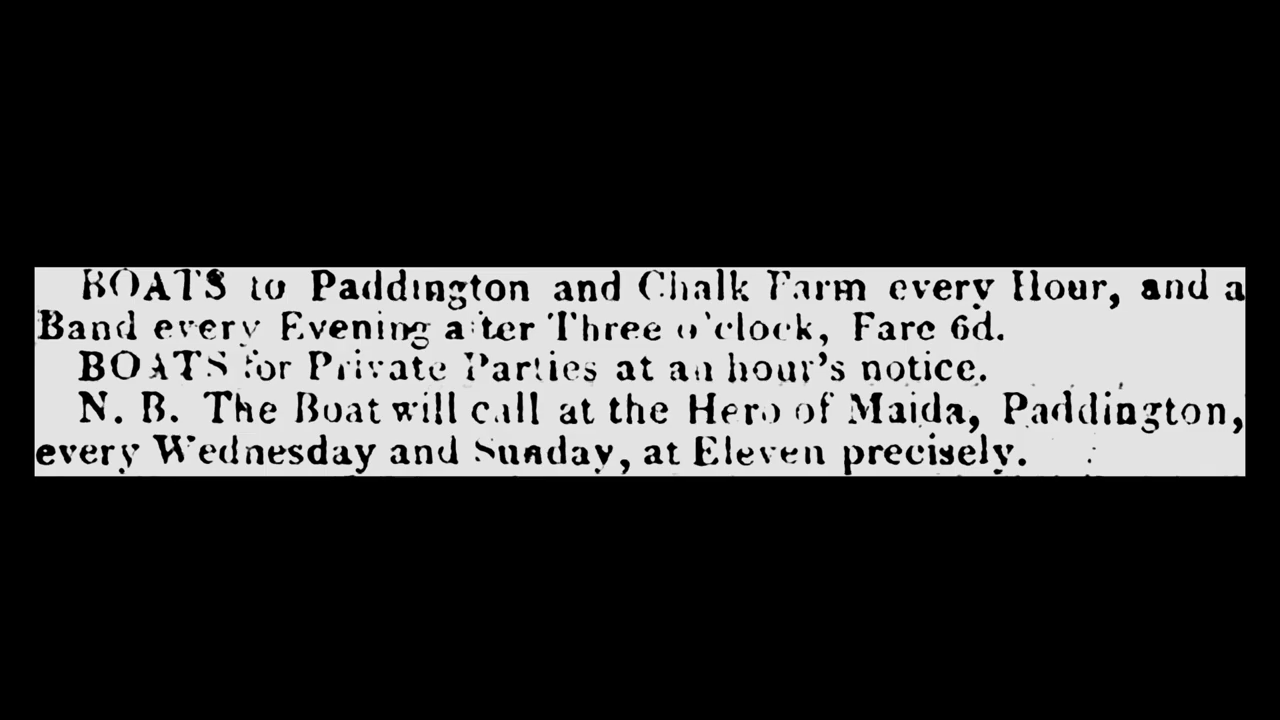 BOATS to Paddington and Chalk Farm every Hour, and a
Band every Evening after Three o'clock, Fare 6d.
BOATS for Private Parties at an hour's notice.
N. B. The Boat will call at the Hero of Maida, Paddington,
every Wednesday and Sunday, at Eleven precisely.